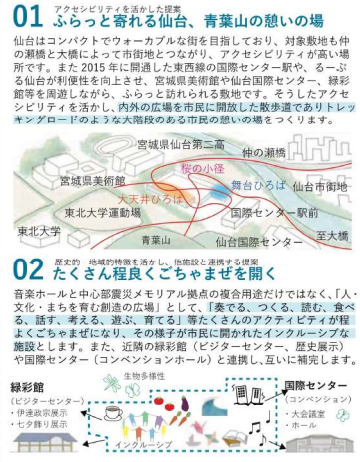 アクセシビリティを活かした提案
01 ふらっと寄れる仙台、青葉山の憩いの場
仙台はコンパクトでウォーカブルな街を目指しており、対象敷地も仲
の瀬橋と大橋によって市街地とつながり、アクセシビリティが高い場
所です。また 2015 年に開通した東西線の国際センター駅や、るーぷ
る仙台が利便性を向上させ、宮城県美術館や仙台国際センター、緑彩
館等を周遊しながら、ふらっと訪れられる敷地です。そうしたアクセ
シビリティを活かし、内外の広場を市民に開放した散歩道でありトレッ
キングロードのような大階段のある市民の憩いの場をつくります。
宮城県仙台第二高
仲の瀬橋
桜の小径
宮城県美術館
大天井ひろば
舞台ひろば
仙台市街地
東北大学運動場
国際センター駅前
東北大学
青葉山
仙台国際センター
至大橋
歴史的 地域的特徴を活かし、他施設と連携する提案
02 たくさん程良くごちゃまぜを開く
音楽ホールと中心部震災メモリアル拠点の複合用途だけではなく、「人・
文化・まちを育む創造の広場」として、「奏でる、つくる、読む、食べ
る、話す、考える、遊ぶ、育てる」等たくさんのアクティビティが程
よくごちゃまぜになり、その様子が市民に開かれたインクルーシブな
施設とします。また、近隣の緑彩館（ビジターセンター、歴史展示）
や国際センター（コンベンションホール）と連携し、互いに補完します。
生物多様性
緑彩館
(ビジターセンター)
・伊達政宗展示
・七夕飾り展示
インクルーシブ
国際センター
(コンベンション)
・大会議室
・ホール